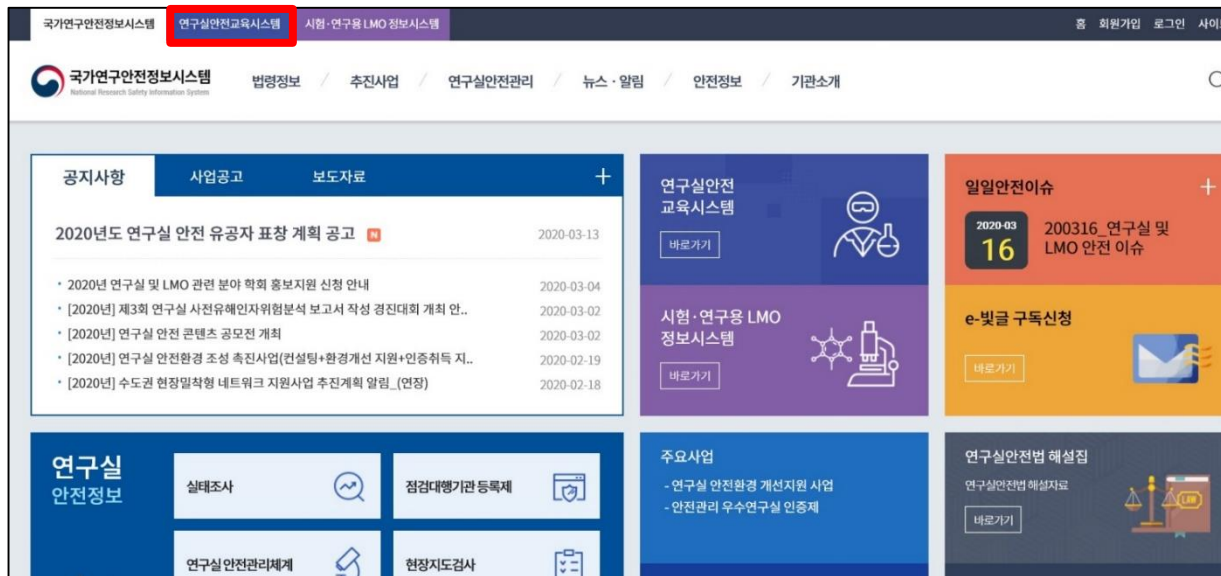 국가연구안전정보시스템 연구실안전교육시스템 시험·연구용 LMO 정보시스템 홈 회원가입 로그인 사이
국가연구안전정보시스템 법령정보 / 추진사업 / 연구실안전관리 / 뉴스 · 알림 / 안전정보 / 기관소개
National Research Safety Information System
공지사항 사업공고 보도자료 +
2020년도 연구실 안전 유공자 표창 계획 공고 N 2020-03-13
· 2020년 연구실 및 LMO 관련 분야 학회 홍보지원 신청 안내 2020-03-04
· [2020년] 제3회 연구실 사전유해인자위험분석 보고서 작성 경진대회 개최 안.. 2020-03-02
· [2020년] 연구실 안전 콘텐츠 공모전 개최 2020-03-02
· [2020년] 연구실 안전환경 조성 촉진사업(컨설팅+환경개선 지원+인증취득 지.. 2020-02-19
· [2020년] 수도권 현장밀착형 네트워크 지원사업 추진계획 알림_(연장) 2020-02-18
연구실안전
교육시스템
바로가기
일일안전이슈 +
2020-03
16
200316_연구실 및
LMO 안전 이슈
시험·연구용 LMO
정보시스템
바로가기
e-빛글 구독신청
바로가기
연구실
안전정보
실태조사
점검대행기관 등록제
연구실 안전관리체계
현장지도검사
주요사업
- 연구실 안전환경 개선지원 사업
- 안전관리 우수연구실 인증제
연구실안전법 해설집
연구실안전법 해설자료
바로가기
LAW